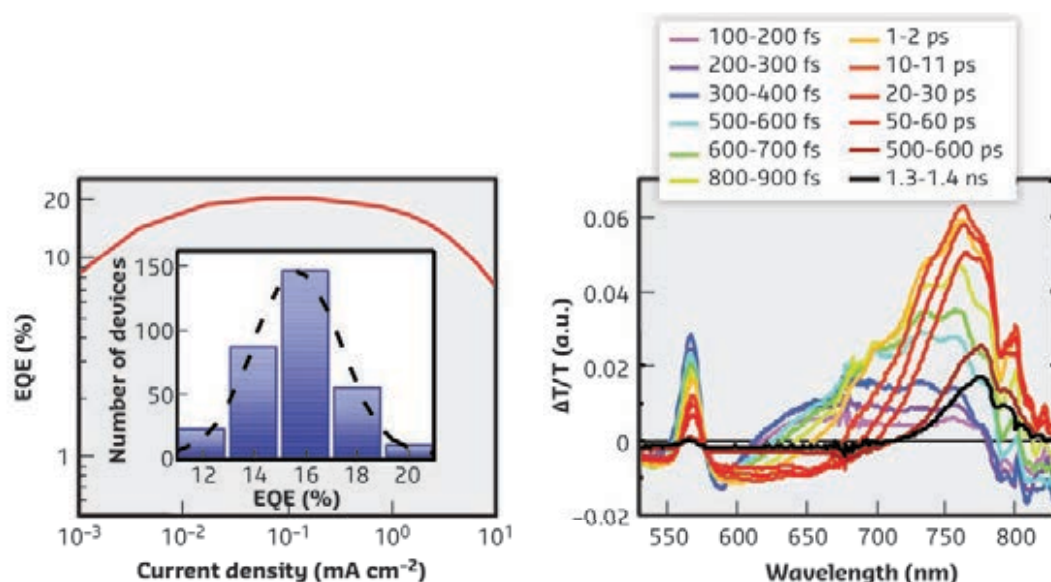 100-200 fs
200-300 fs
300-400 fs
500-600 fs
600-700 fs
800-900 fs
1-2 ps
10-11 ps
20-30 ps
50-60 ps
500-600 ps
1.3-1.4 ns
EQE (%)
20
10
1
10⁻³ 10⁻² 10⁻¹ 10⁰ 10¹
Current density (mA cm⁻²)
Number of devices
150
100
50
0
12 14 16 18 20
EQE (%)
ΔT/T (a.u.)
0.06
0.04
0.02
0
−0.02
550 600 650 700 750 800
Wavelength (nm)